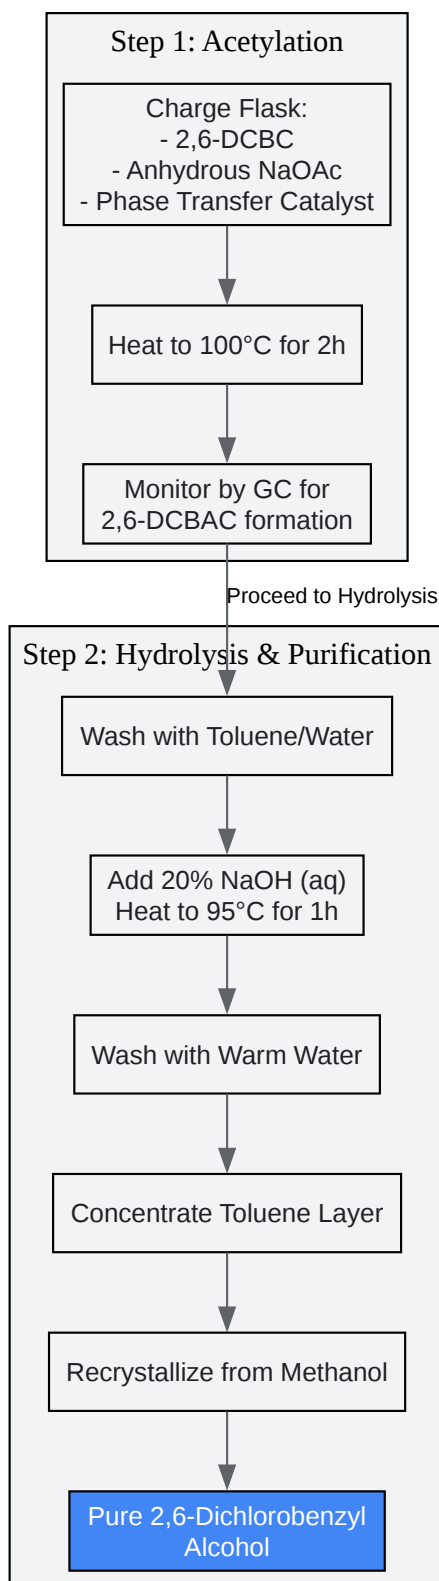 Step 1: Acetylation
Charge Flask:
- 2,6-DCBC
- Anhydrous NaOAc
- Phase Transfer Catalyst
Heat to 100°C for 2h
Monitor by GC for
2,6-DCBAC formation
Proceed to Hydrolysis
Step 2: Hydrolysis & Purification
Wash with Toluene/Water
Add 20% NaOH (aq)
Heat to 95°C for 1h
Wash with Warm Water
Concentrate Toluene Layer
Recrystallize from Methanol
Pure 2,6-Dichlorobenzyl
Alcohol